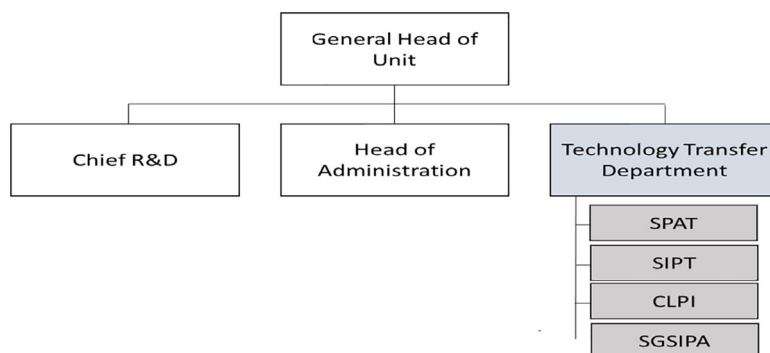 General Head of
Unit
Chief R&D
Head of
Administration
Technology Transfer
Department
SPAT
SIPT
CLPI
SGSIPA